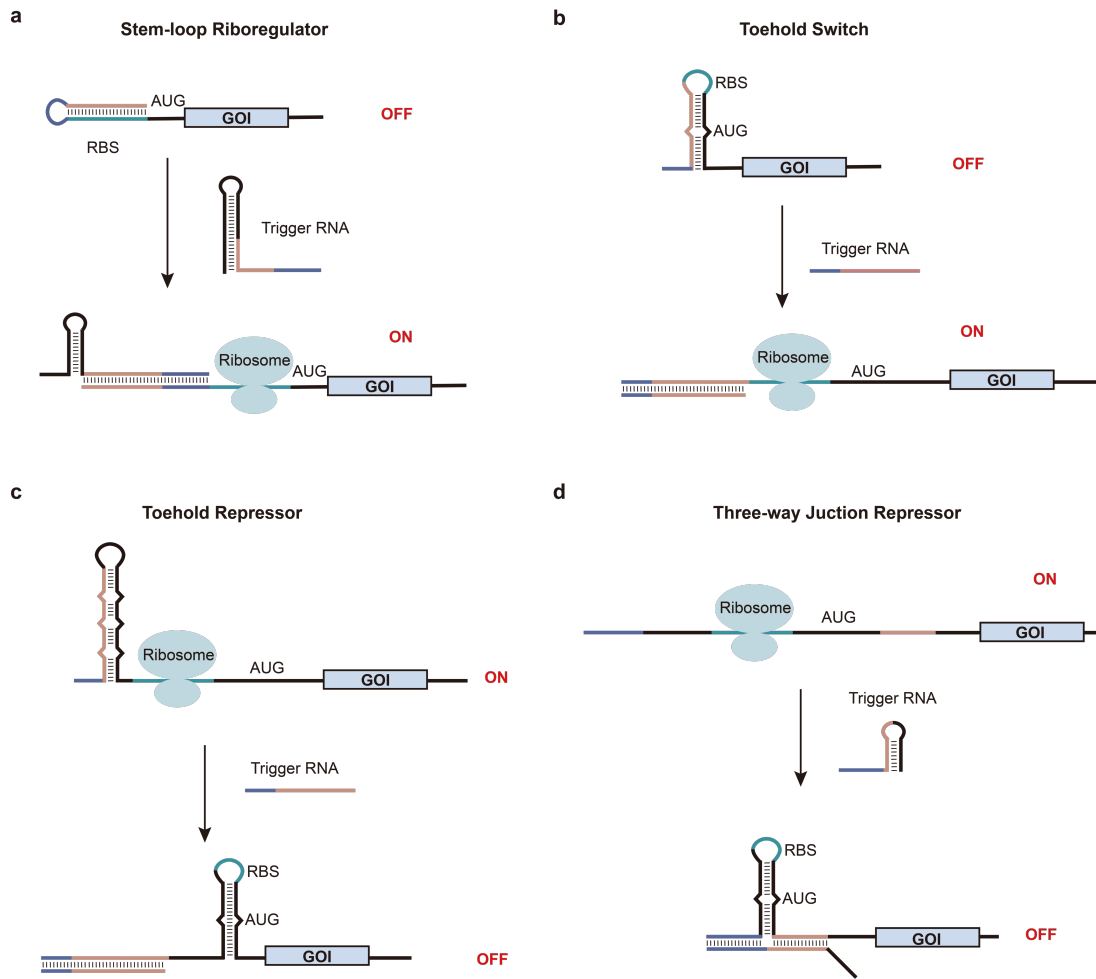 a
Stem-loop Riboregulator
AUG
GOI
OFF
RBS
Trigger RNA
ON
Ribosome
AUG
GOI
b
Toehold Switch
RBS
AUG
GOI
OFF
Trigger RNA
ON
Ribosome
AUG
GOI
c
Toehold Repressor
Ribosome
AUG
GOI
ON
Trigger RNA
RBS
AUG
GOI
OFF
d
Three-way Juction Repressor
ON
Ribosome
AUG
GOI
Trigger RNA
RBS
AUG
GOI
OFF